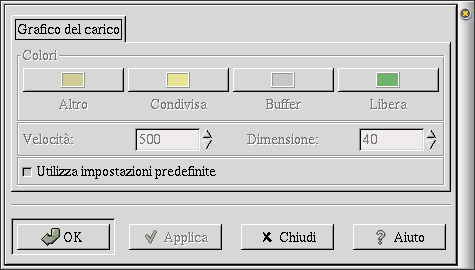 Grafico del carico
Colori
Altro Condivisa Buffer Libera
Velocità: 500 Dimensione: 40
Utilizza impostazioni predefinite
OK Applica Chiudi Aiuto